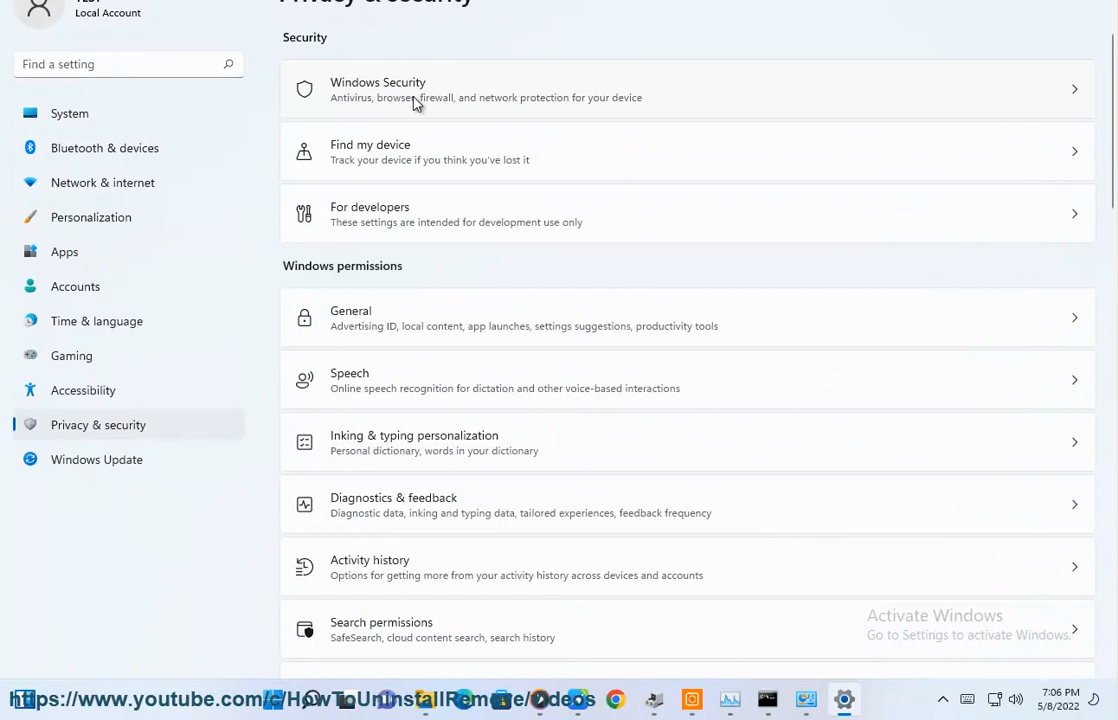 Local Account
Privacy & security
Find a setting
System
Bluetooth & devices
Network & internet
Personalization
Apps
Accounts
Time & language
Gaming
Accessibility
Privacy & security
Windows Update
Security
Windows Security
Antivirus, browser, firewall, and network protection for your device
Find my device
Track your device if you think you've lost it
For developers
These settings are intended for development use only
Windows permissions
General
Advertising ID, local content, app launches, settings suggestions, productivity tools
Speech
Online speech recognition for dictation and other voice-based interactions
Inking & typing personalization
Personal dictionary, words in your dictionary
Diagnostics & feedback
Diagnostic data, inking and typing data, tailored experiences, feedback frequency
Activity history
Options for getting more from your activity history across devices and accounts
Search permissions
SafeSearch, cloud content search, search history
Activate Windows
Go to Settings to activate Windows.
https://www.youtube.com/c/HowToUninstallRemove/videos
7:06 PM
5/8/2022